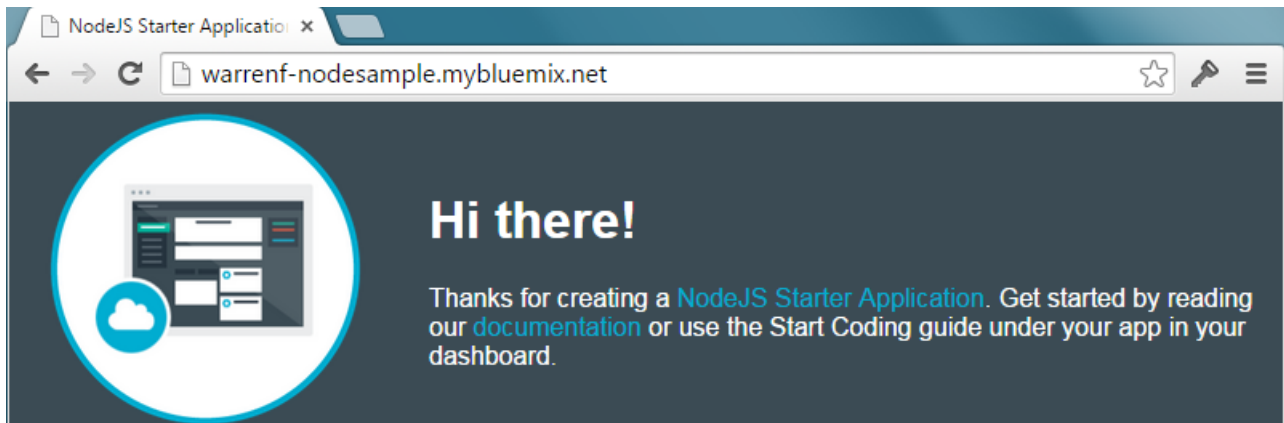 NodeJS Starter Applicatio
warrenf-nodesample.mybluemix.net
Hi there!
Thanks for creating a NodeJS Starter Application. Get started by reading
our documentation or use the Start Coding guide under your app in your
dashboard.